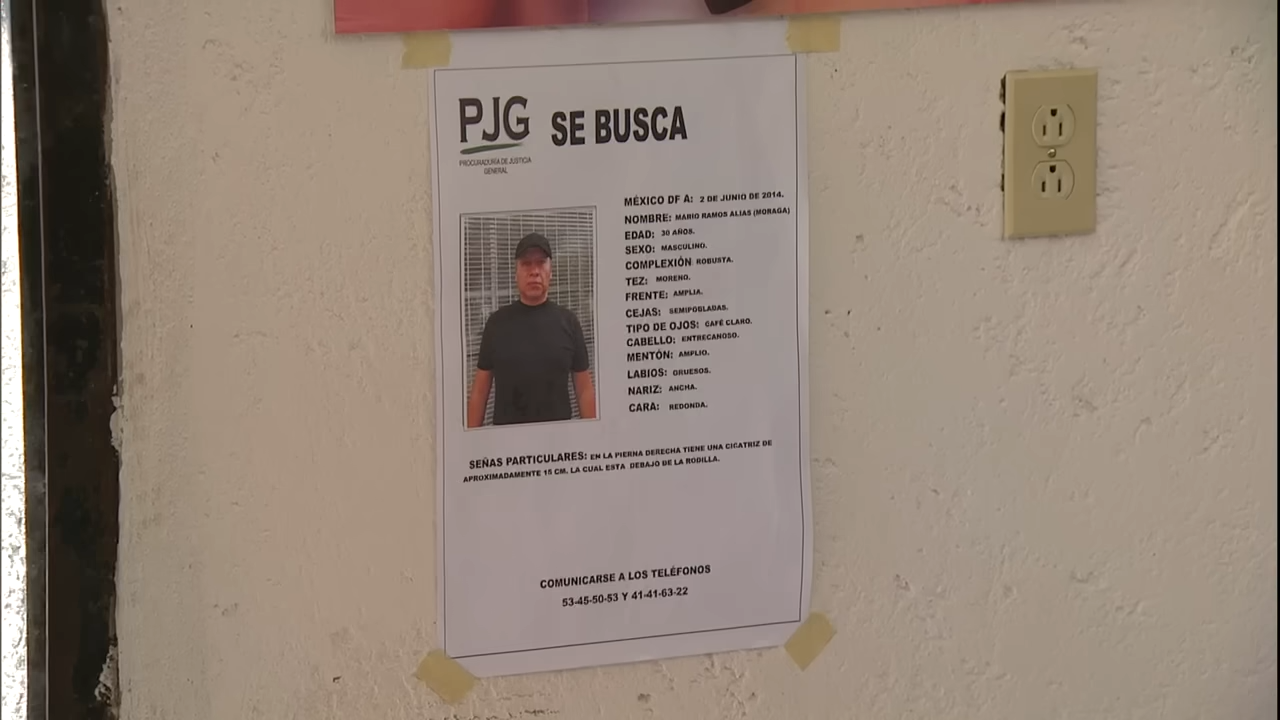 PJG SE BUSCA
PROCURADURÍA DE JUSTICIA
GENERAL
MÉXICO DF A: 2 DE JUNIO DE 2014.
NOMBRE: MARIO RAMOS ALIAS (MORAGA)
EDAD: 30 AÑOS.
SEXO: MASCULINO.
COMPLEXIÓN: ROBUSTA.
TEZ: MORENO.
FRENTE: AMPLIA.
CEJAS: SEMIPOBLADAS.
TIPO DE OJOS: CAFÉ CLARO.
CABELLO: ENTRECANOSO.
MENTÓN: AMPLIO.
LABIOS: GRUESOS.
NARIZ: ANCHA.
CARA: REDONDA.
SEÑAS PARTICULARES: EN LA PIERNA DERECHA TIENE UNA CICATRIZ DE
APROXIMADAMENTE 15 CM. LA CUAL ESTA DEBAJO DE LA RODILLA.
COMUNICARSE A LOS TELÉFONOS
53-45-50-53 Y 41-41-63-22